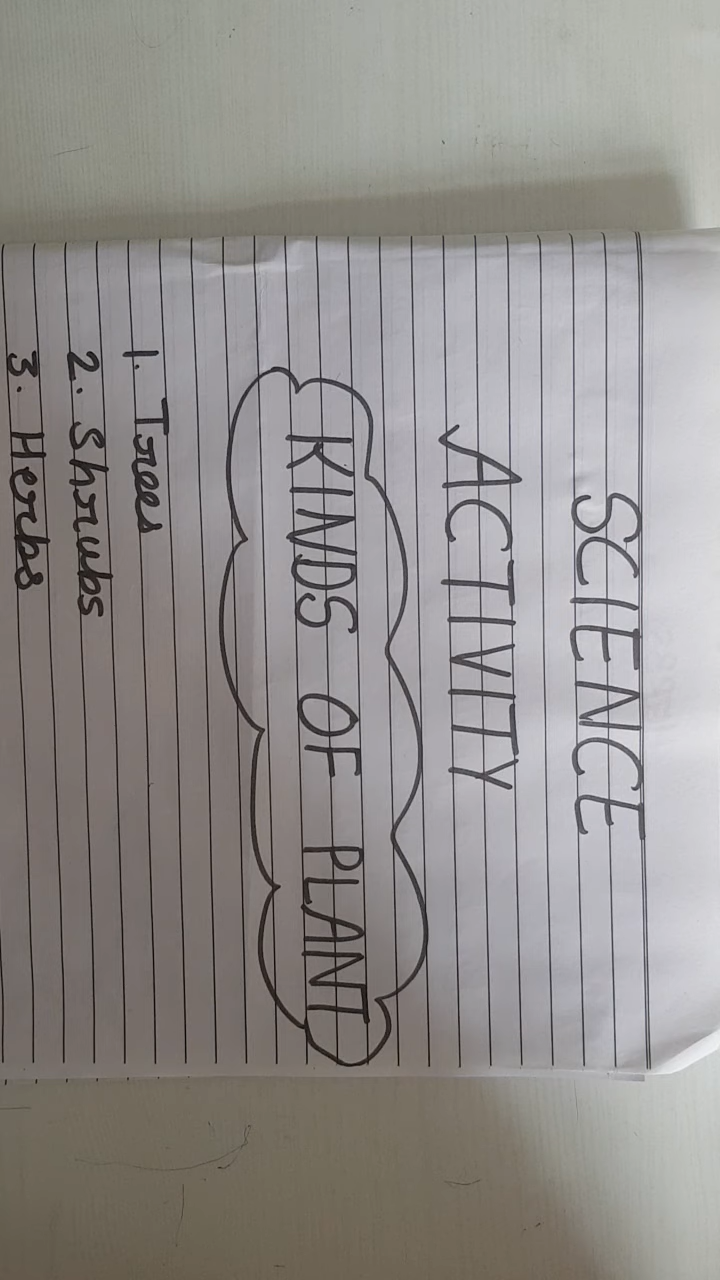 SCIENCE
ACTIVITY
KINDS OF PLANT
1. Trees
2. Shrubs
3. Herbs